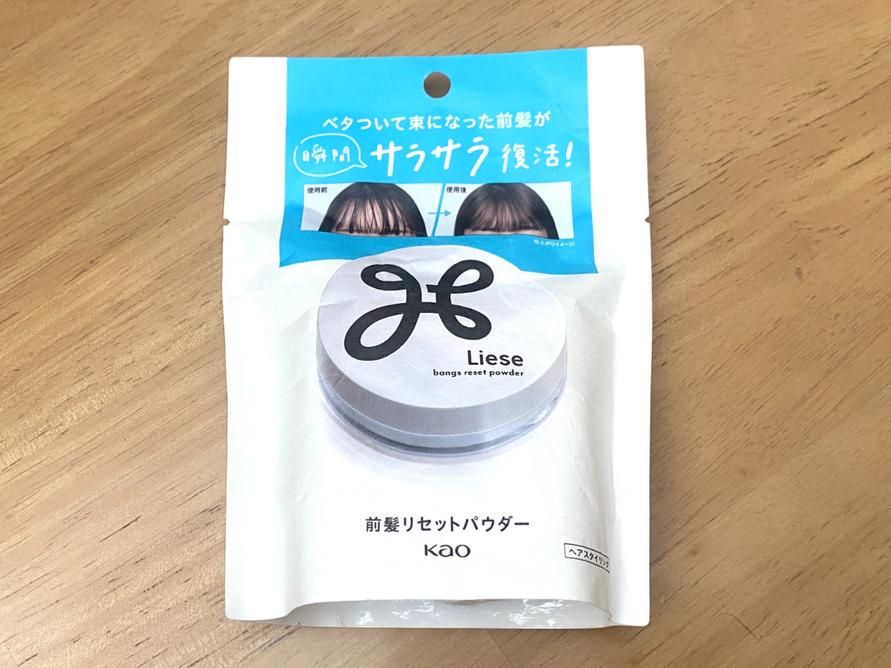 ベタついて束になった前髪が
瞬間 サラサラ 復活!
使用前
使用後
仕上がりイメージ
Liese
bangs reset powder
前髪リセットパウダー
Kao
ヘアスタイリング